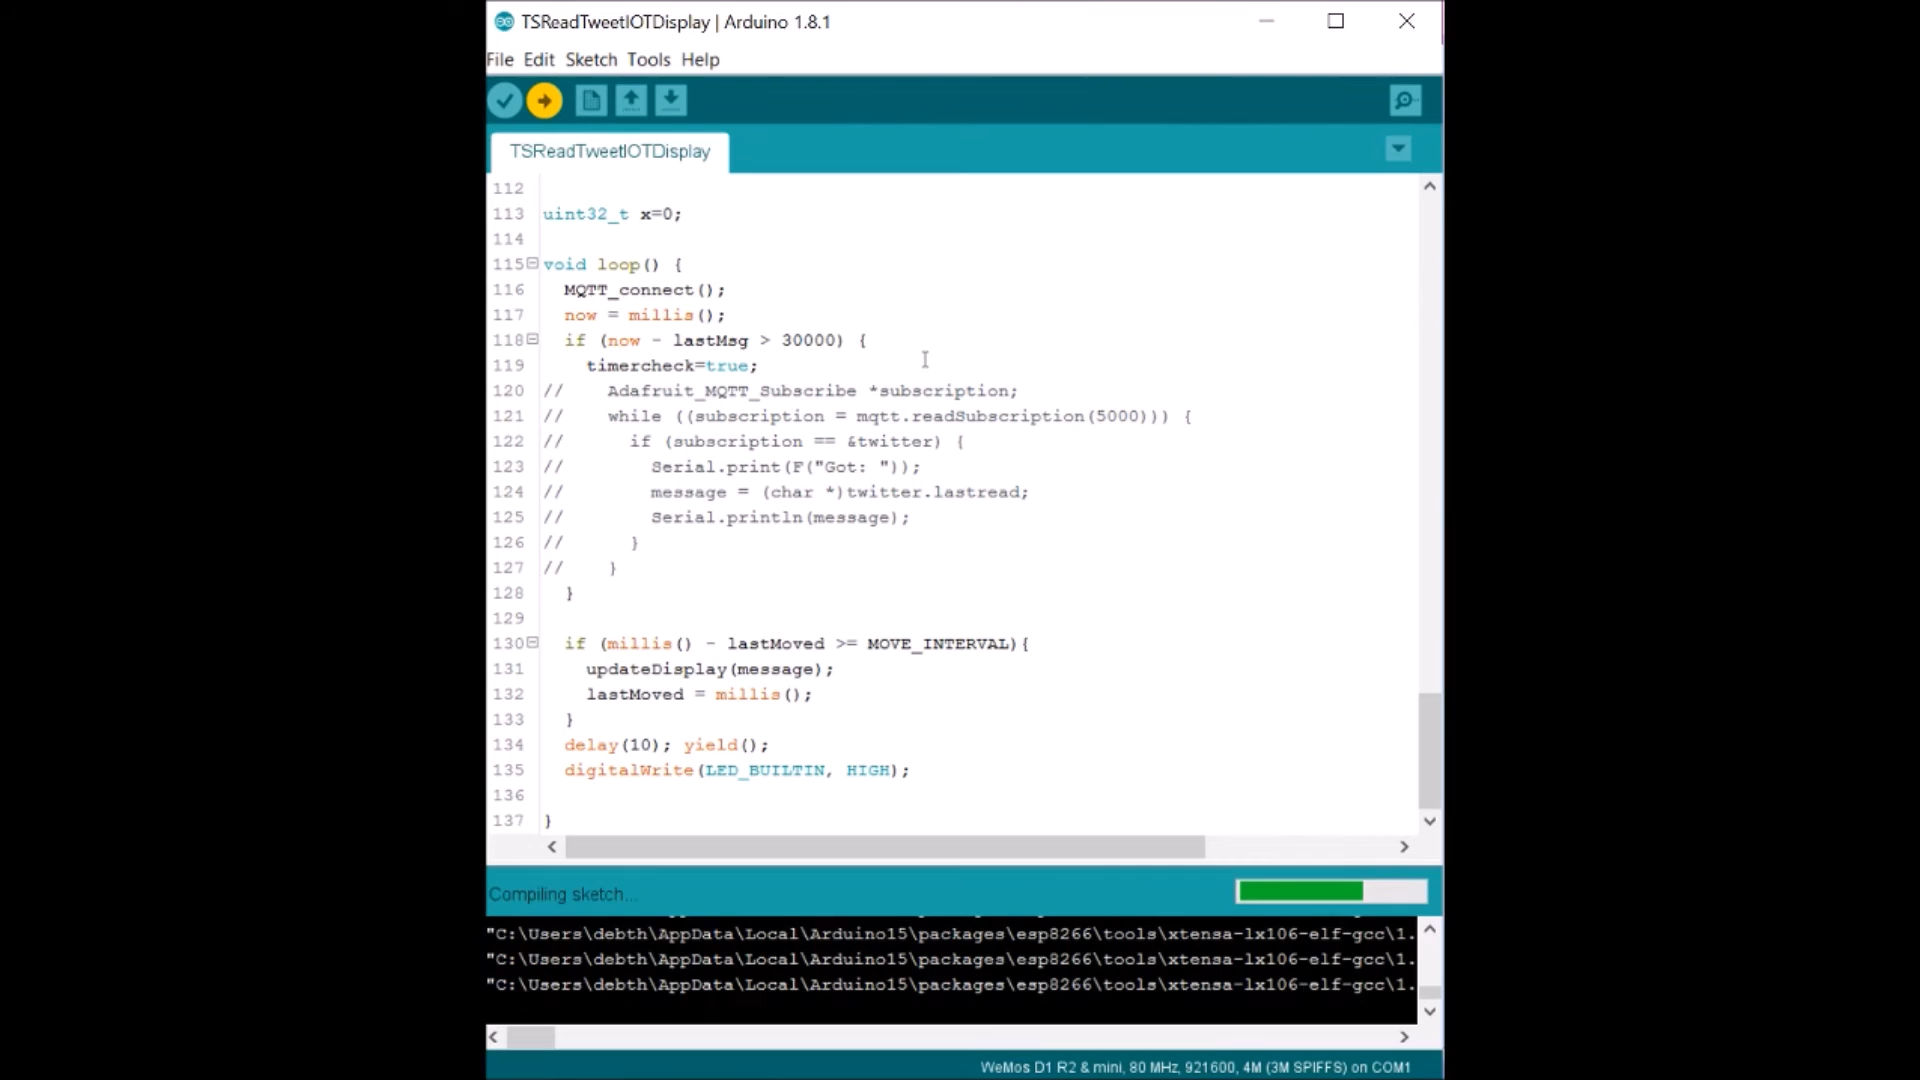 TSReadTweetIOTDisplay | Arduino 1.8.1
File Edit Sketch Tools Help
TSReadTweetIOTDisplay
112
113 uint32_t x=0;
114
115 void loop() {
116 MQTT_connect();
117 now = millis();
118 if (now - lastMsg > 30000) {
119 timercheck=true;
120 // Adafruit_MQTT_Subscribe *subscription;
121 // while ((subscription = mqtt.readSubscription(5000))) {
122 // if (subscription == &twitter) {
123 // Serial.print(F("Got: "));
124 // message = (char *)twitter.lastread;
125 // Serial.println(message);
126 // }
127 // }
128 }
129
130 if (millis() - lastMoved >= MOVE_INTERVAL){
131 updateDisplay(message);
132 lastMoved = millis();
133 }
134 delay(10); yield();
135 digitalWrite(LED_BUILTIN, HIGH);
136
137 }
Compiling sketch...
"C:\Users\debth\AppData\Local\Arduino15\packages\esp8266\tools\xtensa-lx106-elf-gcc\1.
"C:\Users\debth\AppData\Local\Arduino15\packages\esp8266\tools\xtensa-lx106-elf-gcc\1.
"C:\Users\debth\AppData\Local\Arduino15\packages\esp8266\tools\xtensa-lx106-elf-gcc\1.
WeMos D1 R2 & mini, 80 MHz, 921600, 4M (3M SPIFFS) on COM1